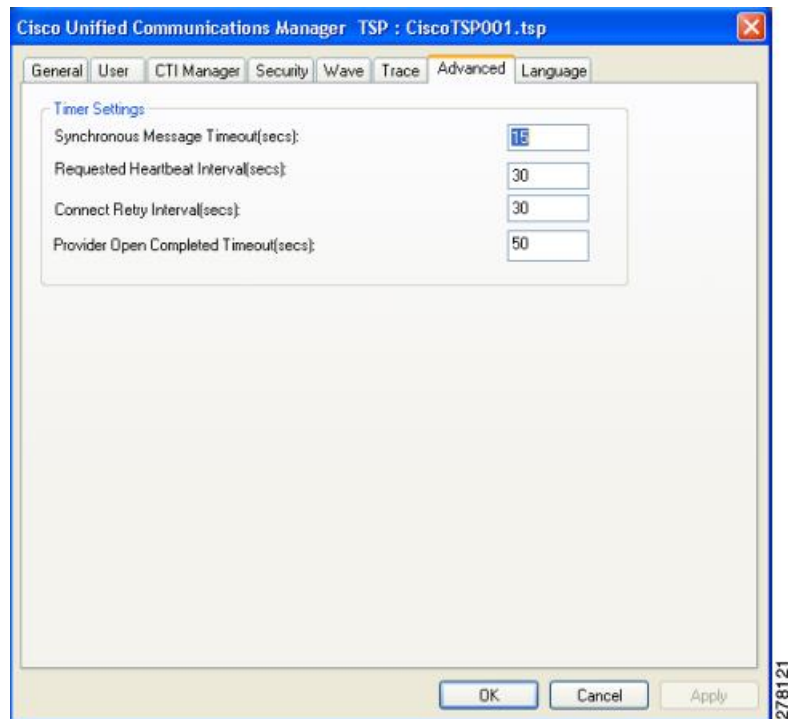 Cisco Unified Communications Manager TSP : CiscoTSP001.tsp
General User CTI Manager Security Wave Trace Advanced Language
Timer Settings
Synchronous Message Timeout(secs): 15
Requested Heartbeat Interval(secs): 30
Connect Retry Interval(secs): 30
Provider Open Completed Timeout(secs): 50
OK Cancel Apply
278121